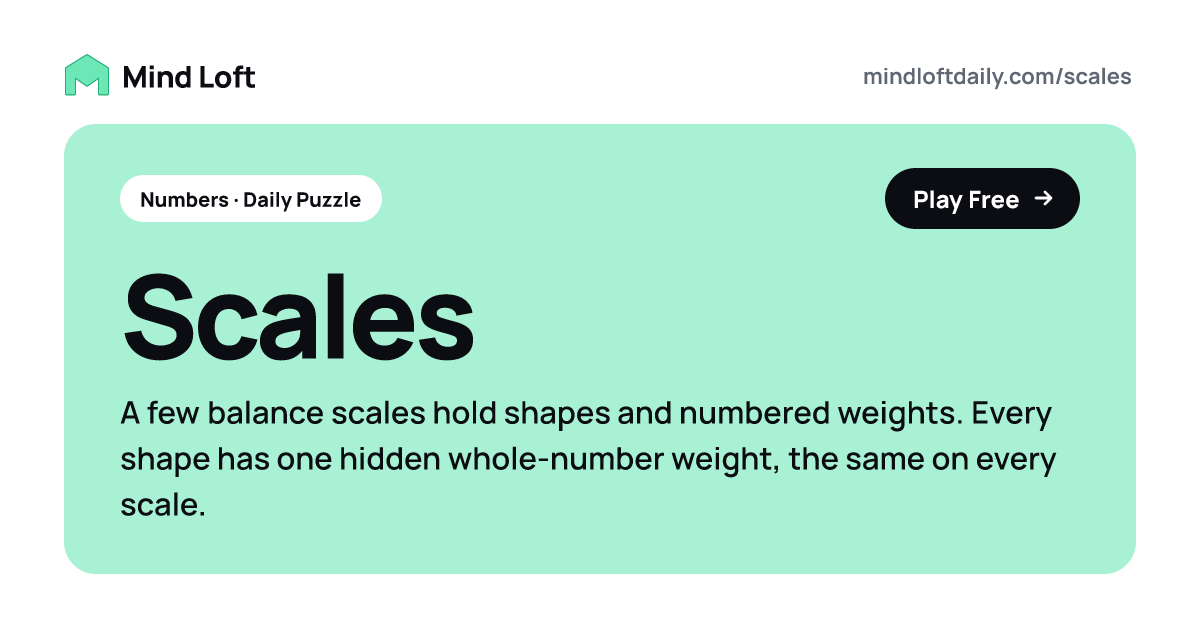 Mind Loft
mindloftdaily.com/scales
Numbers · Daily Puzzle
Play Free →
Scales
A few balance scales hold shapes and numbered weights. Every
shape has one hidden whole-number weight, the same on every
scale.